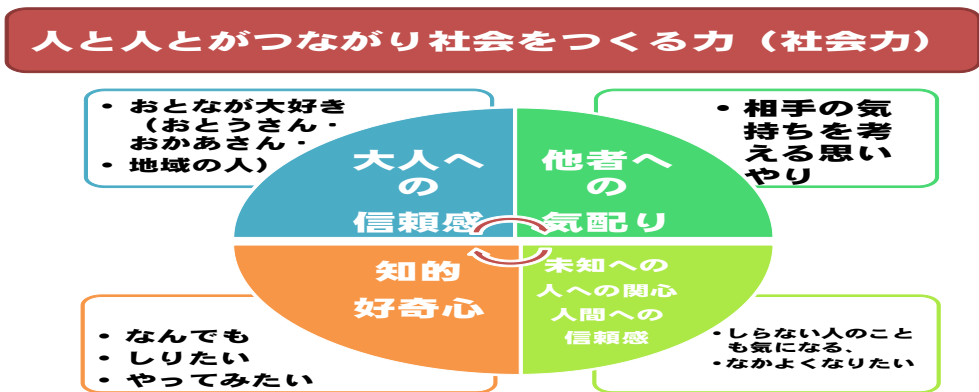 人と人とがつながり社会をつくる力（社会力）
・おとなが大好き
（おとうさん・
おかあさん・
・地域の人）
大人へ
の
信頼感
他者へ
の
気配り
・相手の気
持ちを考
える思い
やり
知的
好奇心
未知への
人への関心
人間への
信頼感
・なんでも
・しりたい
・やってみたい
・しらない人のこと
も気になる、
・なかよくなりたい